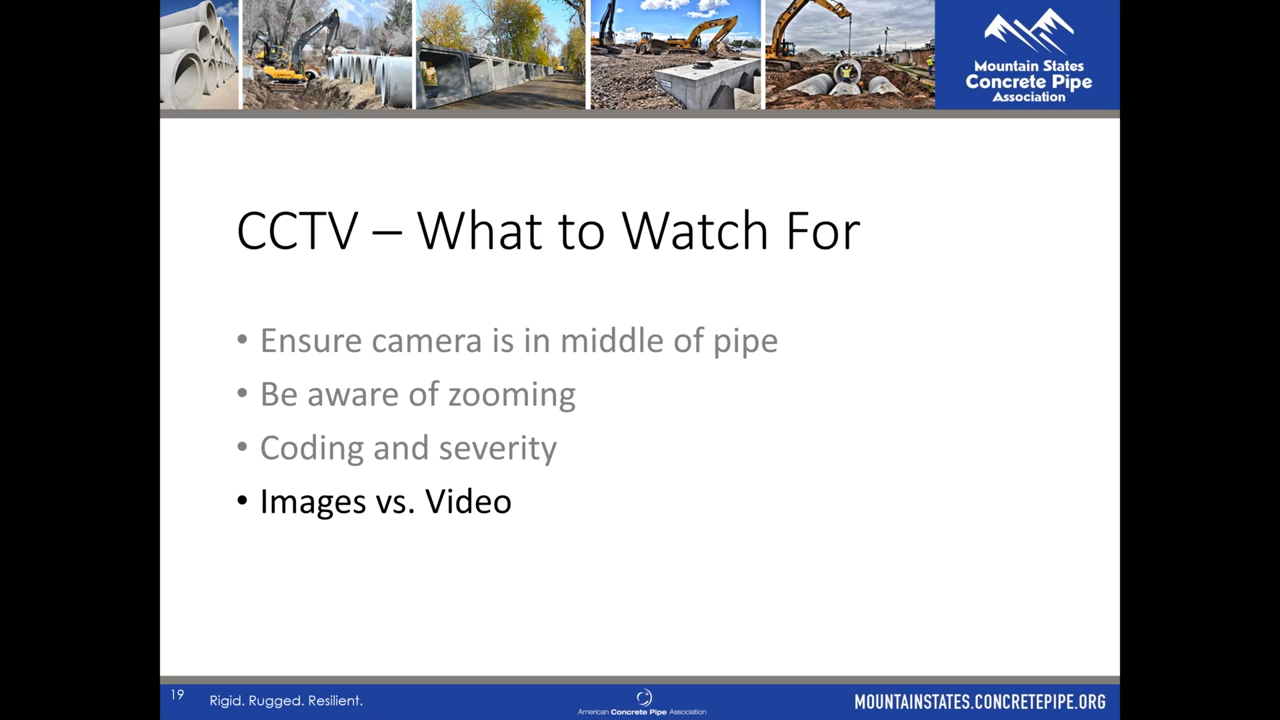 Mountain States
Concrete Pipe
Association
CCTV – What to Watch For
• Ensure camera is in middle of pipe
• Be aware of zooming
• Coding and severity
• Images vs. Video
19
Rigid. Rugged. Resilient.
American Concrete Pipe Association
MOUNTAINSTATES.CONCRETEPIPE.ORG